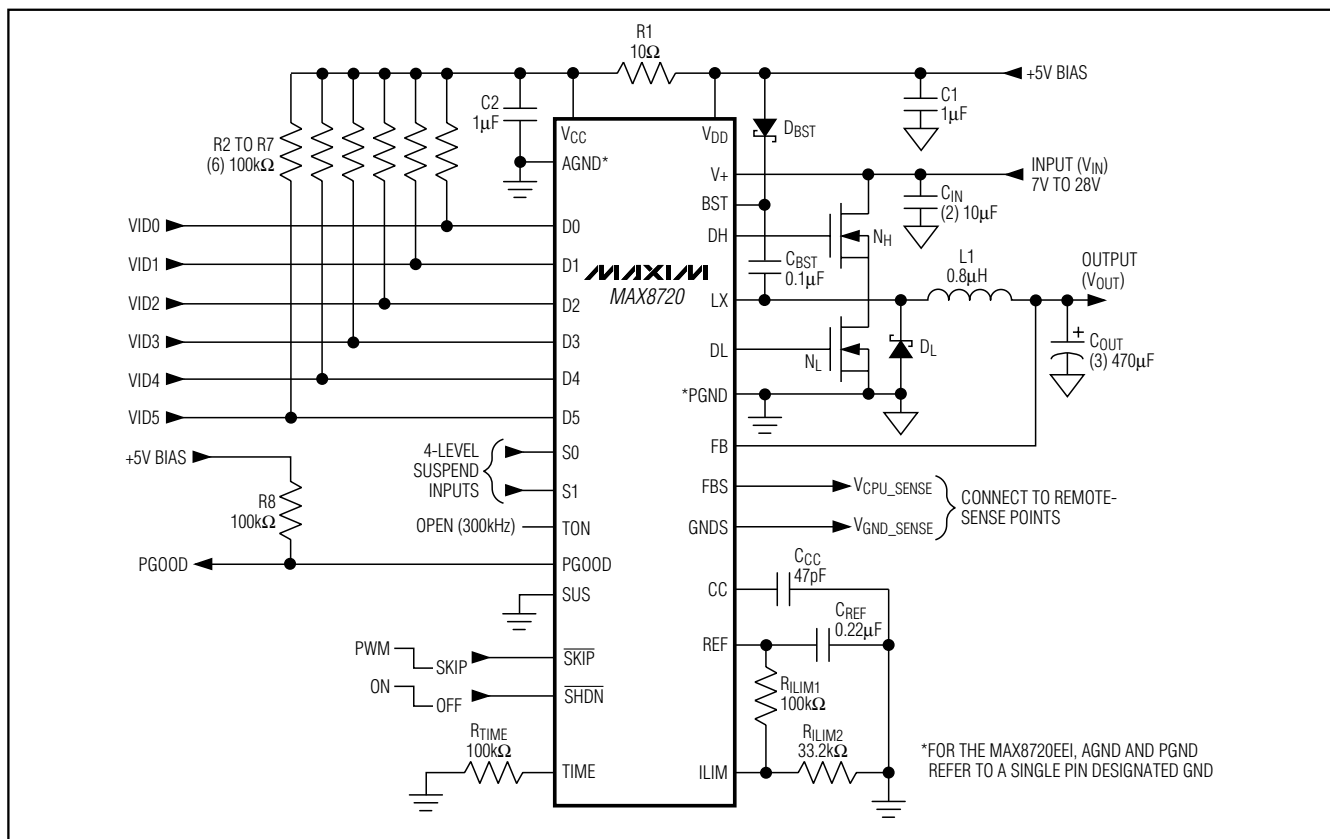 R1
10Ω
+5V BIAS
C2
1µF
C1
1µF
R2 TO R7
(6) 100kΩ
VCC
VDD
DBST
AGND*
V+
INPUT (VIN)
7V TO 28V
BST
CIN
(2) 10µF
VID0
D0
DH
NH
VID1
D1
MAXIM
MAX8720
CBST
0.1µF
L1
0.8µH
OUTPUT
(VOUT)
VID2
D2
LX
VID3
D3
DL
NL
DL
+
COUT
(3) 470µF
VID4
D4
*PGND
VID5
D5
FB
+5V BIAS
4-LEVEL
SUSPEND
INPUTS
S0
S1
FBS
VCPU_SENSE
GNDS
VGND_SENSE
CONNECT TO REMOTE-
SENSE POINTS
R8
100kΩ
OPEN (300kHz)
TON
PGOOD
PGOOD
CCC
47pF
CC
SUS
CREF
0.22µF
REF
PWM
SKIP
SKIP
ON
OFF
SHDN
RILIM1
100kΩ
RTIME
100kΩ
TIME
ILIM
RILIM2
33.2kΩ
*FOR THE MAX8720EEI, AGND AND PGND
REFER TO A SINGLE PIN DESIGNATED GND